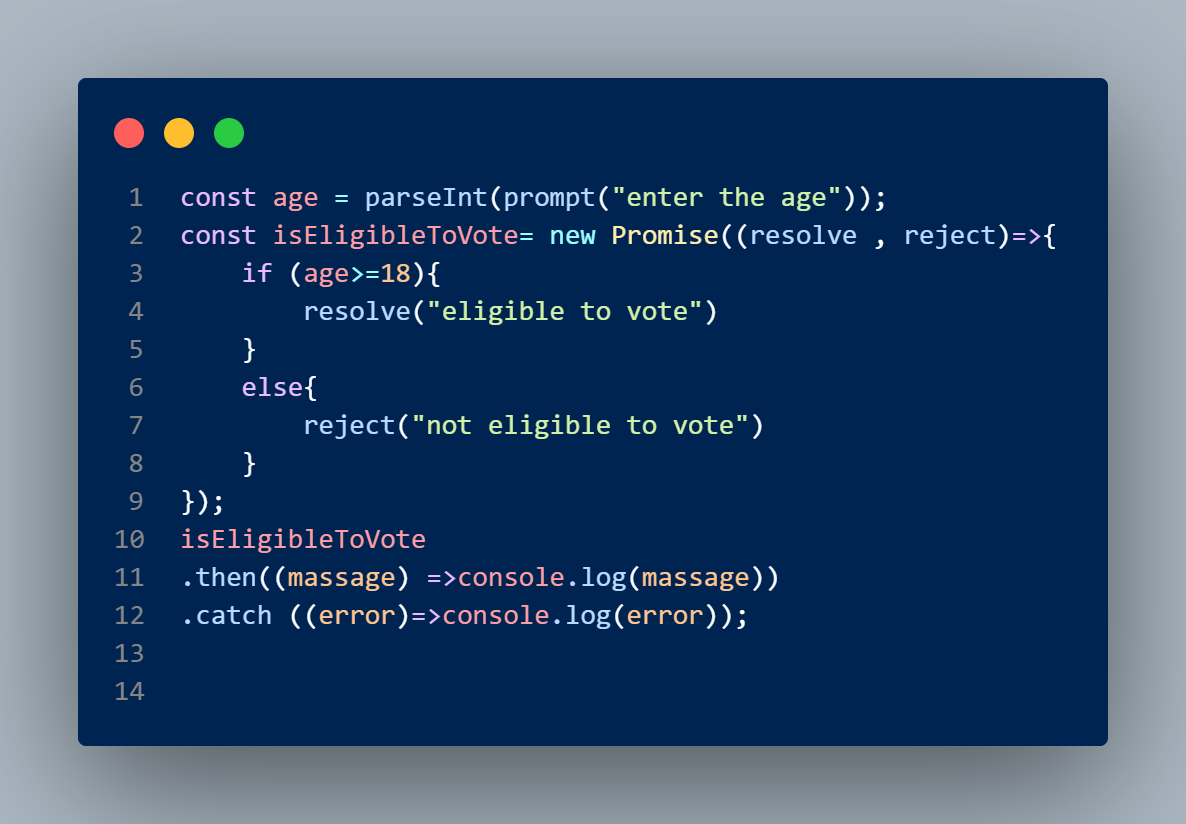 1 const age = parseInt(prompt("enter the age"));
2 const isEligibleToVote= new Promise((resolve , reject)=>{
3     if (age>=18){
4         resolve("eligible to vote")
5     }
6     else{
7         reject("not eligible to vote")
8     }
9 });
10 isEligibleToVote
11 .then((massage) =>console.log(massage))
12 .catch ((error)=>console.log(error));
13
14